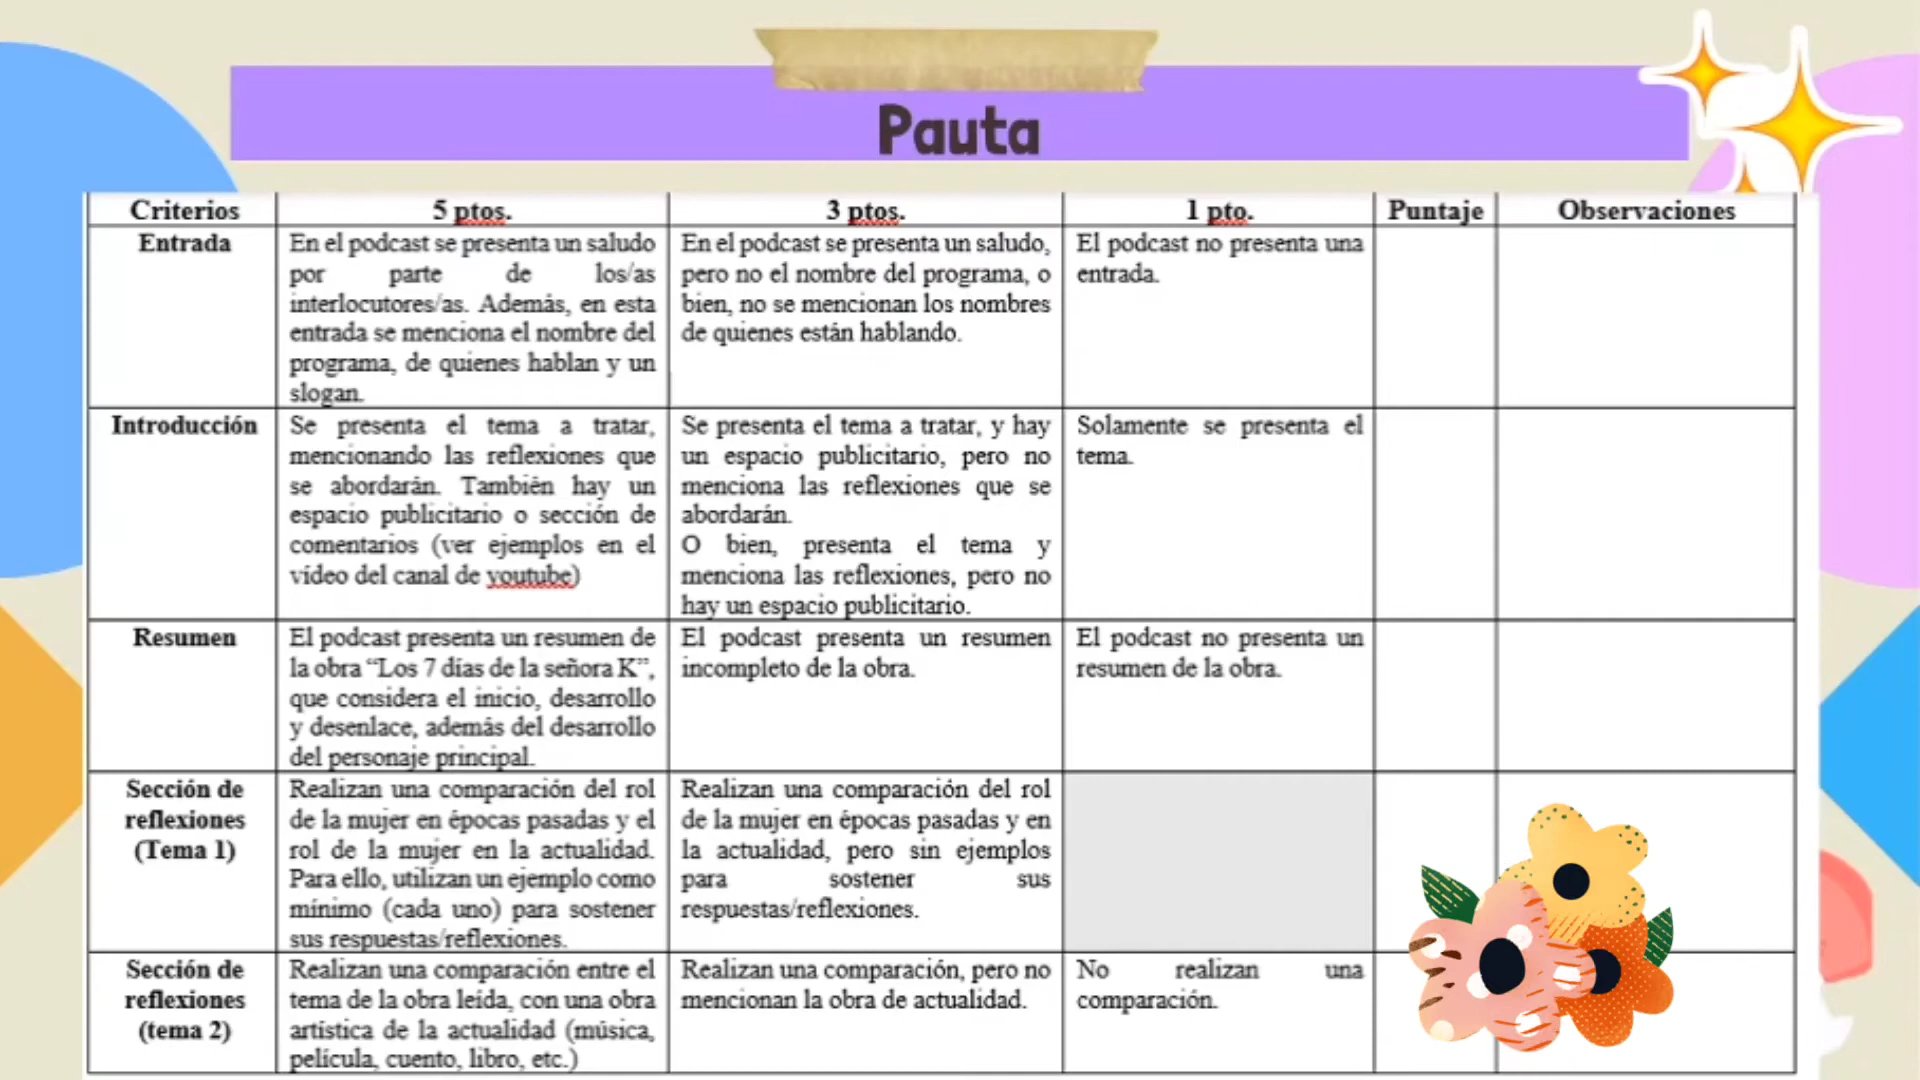 Pauta
Criterios 5 ptos. 3 ptos. 1 pto. Puntaje Observaciones
Entrada
En el podcast se presenta un saludo
por parte de los/as
interlocutores/as. Además, en esta
entrada se menciona el nombre del
programa, de quienes hablan y un
slogan.
En el podcast se presenta un saludo,
pero no el nombre del programa, o
bien, no se mencionan los nombres
de quienes están hablando.
El podcast no presenta una
entrada.
Introducción
Se presenta el tema a tratar,
mencionando las reflexiones que
se abordarán. También hay un
espacio publicitario o sección de
comentarios (ver ejemplos en el
vídeo del canal de youtube)
Se presenta el tema a tratar, y hay
un espacio publicitario, pero no
menciona las reflexiones que se
abordarán.
O bien, presenta el tema y
menciona las reflexiones, pero no
hay un espacio publicitario.
Solamente se presenta el
tema.
Resumen
El podcast presenta un resumen de
la obra “Los 7 días de la señora K”,
que considera el inicio, desarrollo
y desenlace, además del desarrollo
del personaje principal.
El podcast presenta un resumen
incompleto de la obra.
El podcast no presenta un
resumen de la obra.
Sección de
reflexiones
(Tema 1)
Realizan una comparación del rol
de la mujer en épocas pasadas y el
rol de la mujer en la actualidad.
Para ello, utilizan un ejemplo como
mínimo (cada uno) para sostener
sus respuestas/reflexiones.
Realizan una comparación del rol
de la mujer en épocas pasadas y en
la actualidad, pero sin ejemplos
para sostener sus
respuestas/reflexiones.
Sección de
reflexiones
(tema 2)
Realizan una comparación entre el
tema de la obra leída, con una obra
artística de la actualidad (música,
película, cuento, libro, etc.)
Realizan una comparación, pero no
mencionan la obra de actualidad.
No realizan una
comparación.